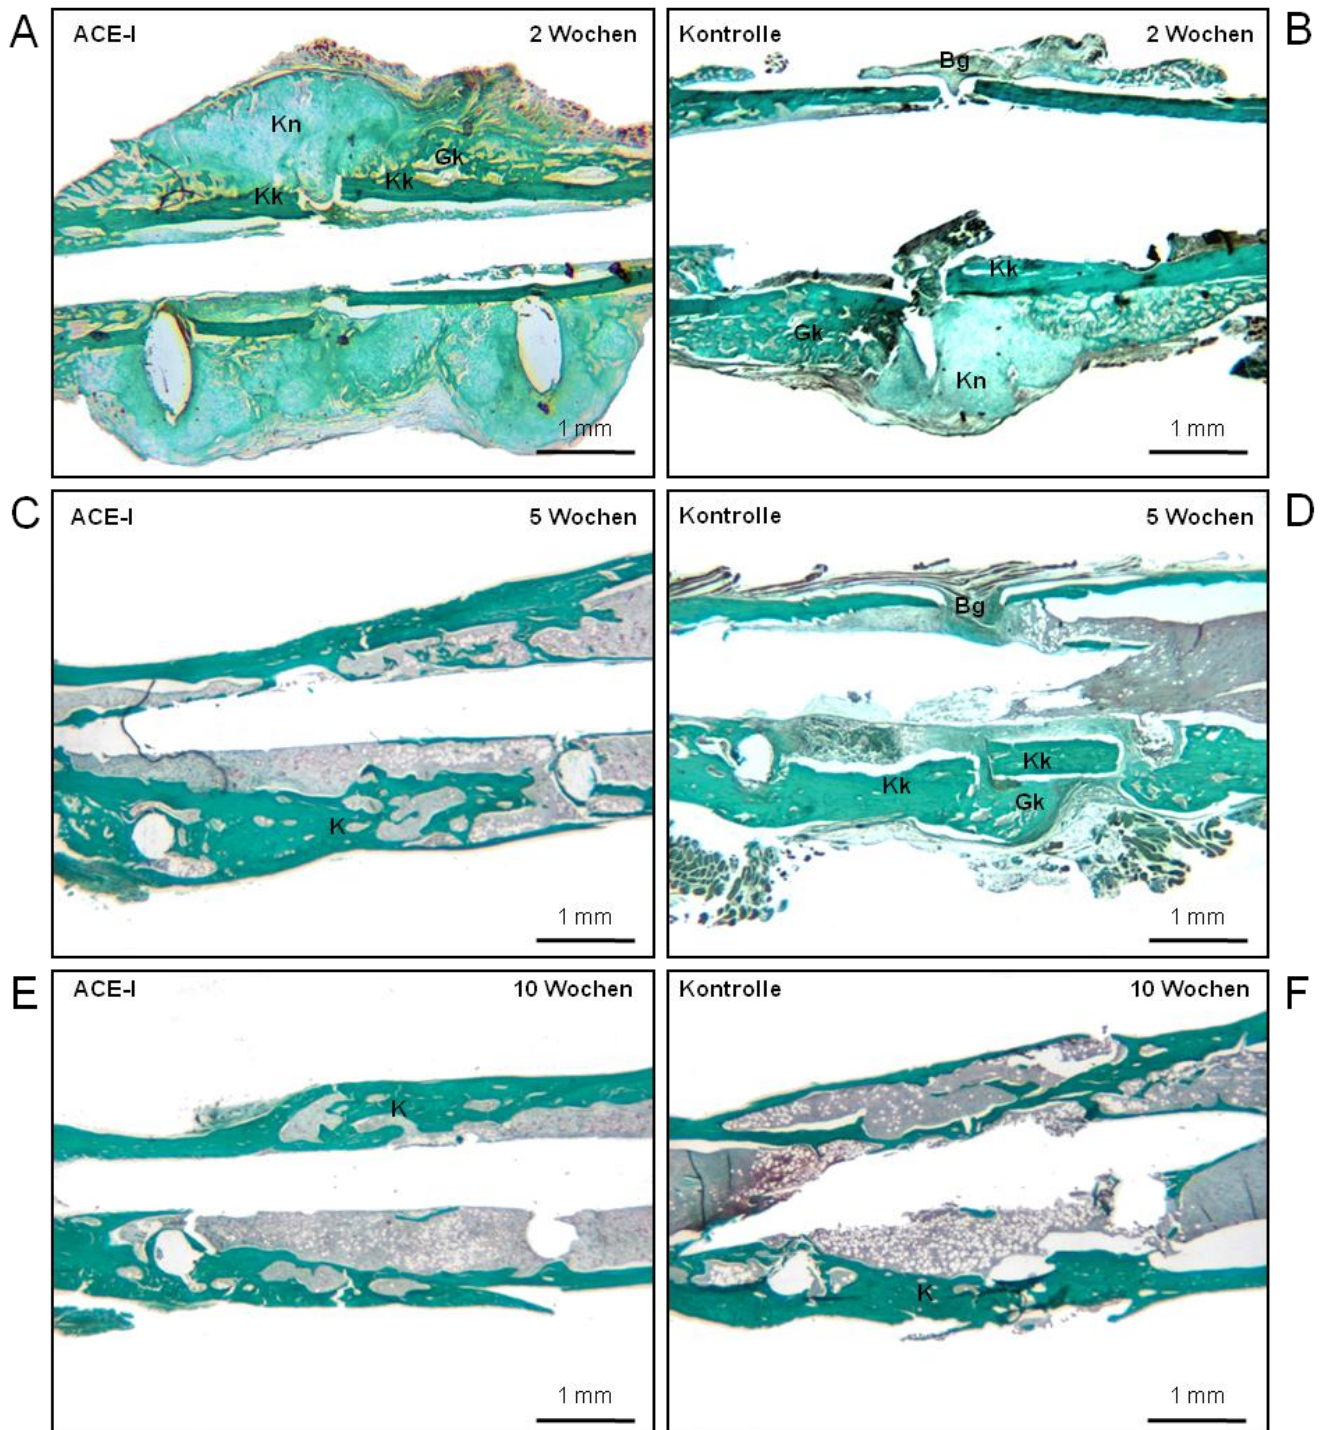 A
ACE-I 2 Wochen
Kn
Gk
Kk
Kk
1 mm
B
Kontrolle 2 Wochen
Bg
Kk
Gk
Kn
1 mm
C
ACE-I 5 Wochen
K
1 mm
D
Kontrolle 5 Wochen
Bg
Kk
Kk
Gk
1 mm
E
ACE-I 10 Wochen
K
1 mm
F
Kontrolle 10 Wochen
K
1 mm